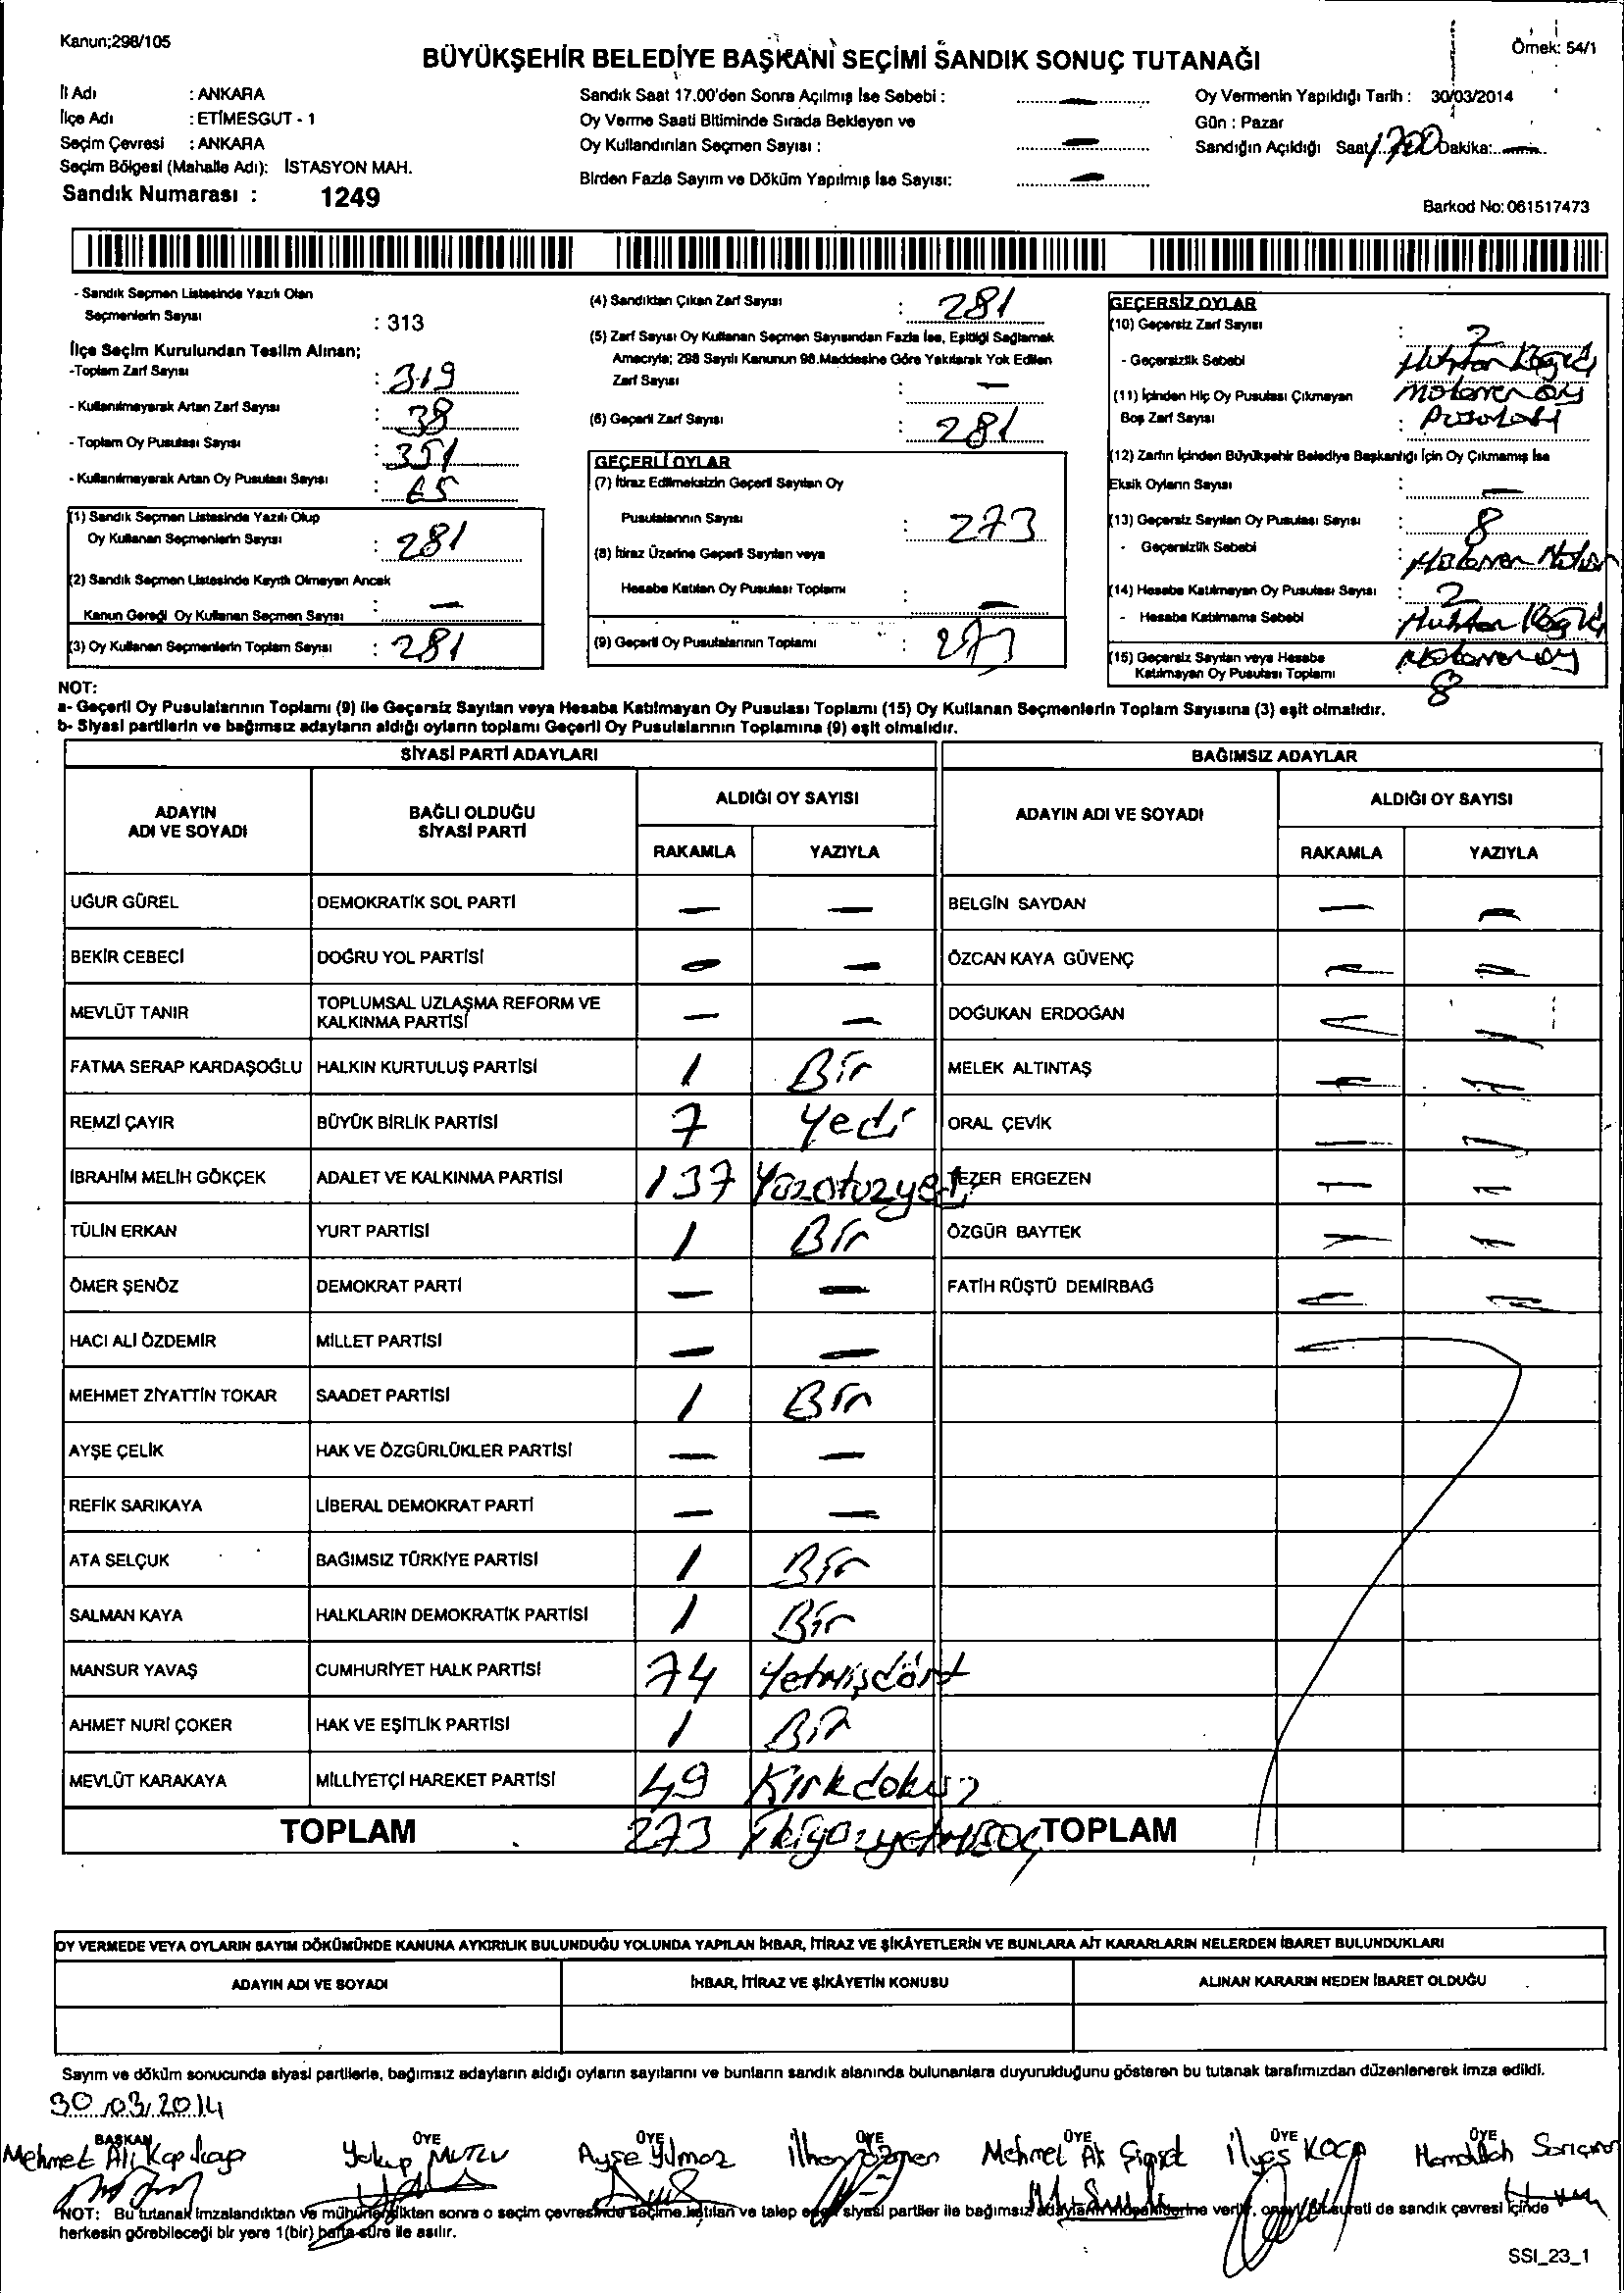 Kanun;298/105
Örnek: 54/1
BÜYÜKŞEHİR BELEDİYE BAŞKANI SEÇİMİ SANDIK SONUÇ TUTANAĞI
İl Adı : ANKARA
İlçe Adı : ETİMESGUT - 1
Seçim Çevresi : ANKARA
Seçim Bölgesi (Mahalle Adı): İSTASYON MAH.
Sandık Numarası : 1249
Sandık Saat 17.00'den Sonra Açılmış İse Sebebi : —
Oy Verme Saati Bitiminde Sırada Bekleyen ve
Oy Kullandırılan Seçmen Sayısı : —
Birden Fazla Sayım ve Döküm Yapılmış İse Sayısı: —
Oy Vermenin Yapıldığı Tarih : 30/03/2014
Gün : Pazar
Sandığın Açıldığı Saat 1700 Dakika: —
Barkod No: 061517473
- Sandık Seçmen Listesinde Yazılı Olan
Seçmenlerin Sayısı : 313
İlçe Seçim Kurulundan Teslim Alınan;
-Toplam Zarf Sayısı : 319
- Kullanılmayarak Artan Zarf Sayısı : 38
- Toplam Oy Pusulası Sayısı : 351
- Kullanılmayarak Artan Oy Pusulası Sayısı :
(1) Sandık Seçmen Listesinde Yazılı Olup
Oy Kullanan Seçmenlerin Sayısı : 281
(2) Sandık Seçmen Listesinde Kayıtlı Olmayan Ancak
Kanun Gereği Oy Kullanan Seçmen Sayısı : —
(3) Oy Kullanan Seçmenlerin Toplam Sayısı : 281
(4) Sandıktan Çıkan Zarf Sayısı : 281
(5) Zarf Sayısı Oy Kullanan Seçmen Sayısından Fazla İse, Eşitliği Sağlamak
Amacıyla; 298 Sayılı Kanunun 98.Maddesine Göre Yakılarak Yok Edilen
Zarf Sayısı : —
(6) Geçerli Zarf Sayısı : 281
GEÇERLİ OYLAR
(7) İtiraz Edilmeksizin Geçerli Sayılan Oy
Pusulalarının Sayısı : 273
(8) İtiraz Üzerine Geçerli Sayılan veya
Hesaba Katılan Oy Pusulası Toplamı : —
(9) Geçerli Oy Pusulalarının Toplamı : 273
GEÇERSİZ OYLAR
(10) Geçersiz Zarf Sayısı : 2
- Geçersizlik Sebebi
(11) İçinden Hiç Oy Pusulası Çıkmayan
Boş Zarf Sayısı :
(12) Zarfın İçinden Büyükşehir Belediye Başkanlığı İçin Oy Çıkmamış İse
Eksik Oyların Sayısı : —
(13) Geçersiz Sayılan Oy Pusulası Sayısı : 8
- Geçersizlik Sebebi :
(14) Hesaba Katılmayan Oy Pusulası Sayısı : 2
- Hesaba Katılmama Sebebi :
(15) Geçersiz Sayılan veya Hesaba
Katılmayan Oy Pusulası Toplamı 8
NOT:
a- Geçerli Oy Pusulalarının Toplamı (9) ile Geçersiz Sayılan veya Hesaba Katılmayan Oy Pusulası Toplamı (15) Oy Kullanan Seçmenlerin Toplam Sayısına (3) eşit olmalıdır.
b- Siyasi partilerin ve bağımsız adayların aldığı oyların toplamı Geçerli Oy Pusulalarının Toplamına (9) eşit olmalıdır.
SİYASİ PARTİ ADAYLARI BAĞIMSIZ ADAYLAR
ADAYIN ADI VE SOYADI BAĞLI OLDUĞU SİYASİ PARTİ ALDIĞI OY SAYISI ADAYIN ADI VE SOYADI ALDIĞI OY SAYISI
RAKAMLA YAZIYLA RAKAMLA YAZIYLA
UĞUR GÜREL DEMOKRATİK SOL PARTİ — — BELGİN SAYDAN — —
BEKİR CEBECİ DOĞRU YOL PARTİSİ — — ÖZCAN KAYA GÜVENÇ — —
MEVLÜT TANIR TOPLUMSAL UZLAŞMA REFORM VE KALKINMA PARTİSİ — — DOĞUKAN ERDOĞAN — —
FATMA SERAP KARDAŞOĞLU HALKIN KURTULUŞ PARTİSİ 1 Bir MELEK ALTINTAŞ — —
REMZİ ÇAYIR BÜYÜK BİRLİK PARTİSİ 7 Yedi ORAL ÇEVİK — —
İBRAHİM MELİH GÖKÇEK ADALET VE KALKINMA PARTİSİ 137 Yüzotuzyedi EZER ERGEZEN — —
TÜLİN ERKAN YURT PARTİSİ 1 Bir ÖZGÜR BAYTEK — —
ÖMER ŞENÖZ DEMOKRAT PARTİ — — FATİH RÜŞTÜ DEMİRBAĞ — —
HACI ALİ ÖZDEMİR MİLLET PARTİSİ — —
MEHMET ZİYATTİN TOKAR SAADET PARTİSİ 1 Bir
AYŞE ÇELİK HAK VE ÖZGÜRLÜKLER PARTİSİ — —
REFİK SARIKAYA LİBERAL DEMOKRAT PARTİ — —
ATA SELÇUK BAĞIMSIZ TÜRKİYE PARTİSİ 1 Bir
SALMAN KAYA HALKLARIN DEMOKRATİK PARTİSİ 1 Bir
MANSUR YAVAŞ CUMHURİYET HALK PARTİSİ 74 Yetmişdört
AHMET NURİ ÇOKER HAK VE EŞİTLİK PARTİSİ 1 Bir
MEVLÜT KARAKAYA MİLLİYETÇİ HAREKET PARTİSİ 49 Kırkdokuz
TOPLAM 273 İkiyüzyetmişüç TOPLAM
OY VERMEDE VEYA OYLARIN SAYIM DÖKÜMÜNDE KANUNA AYKIRILIK BULUNDUĞU YOLUNDA YAPILAN İHBAR, İTİRAZ VE ŞİKÂYETLERİN VE BUNLARA AİT KARARLARIN NELERDEN İBARET BULUNDUKLARI
ADAYIN ADI VE SOYADI İHBAR, İTİRAZ VE ŞİKÂYETİN KONUSU ALINAN KARARIN NEDEN İBARET OLDUĞU
Sayım ve döküm sonucunda siyasi partilerle, bağımsız adayların aldığı oyların sayılarını ve bunların sandık alanında bulunanlara duyurulduğunu gösteren bu tutanak tarafımızdan düzenlenerek imza edildi.
30.03.2014
BAŞKAN ÜYE ÜYE ÜYE ÜYE ÜYE ÜYE
Mehmet Ali Yakup MUTLU Ayşe Yılmaz İlhan Mehmet İlyas KOCA
NOT: Bu tutanak imzalandıktan ve mühürlendikten sonra o seçim çevresinde seçime katılan ve talep eden siyasi partiler ile bağımsız adayların müşahitlerine verilir, onaylı bir sureti de sandık çevresi içinde
herkesin görebileceği bir yere 1(bir) hafta süre ile asılır.
SSI_23_1